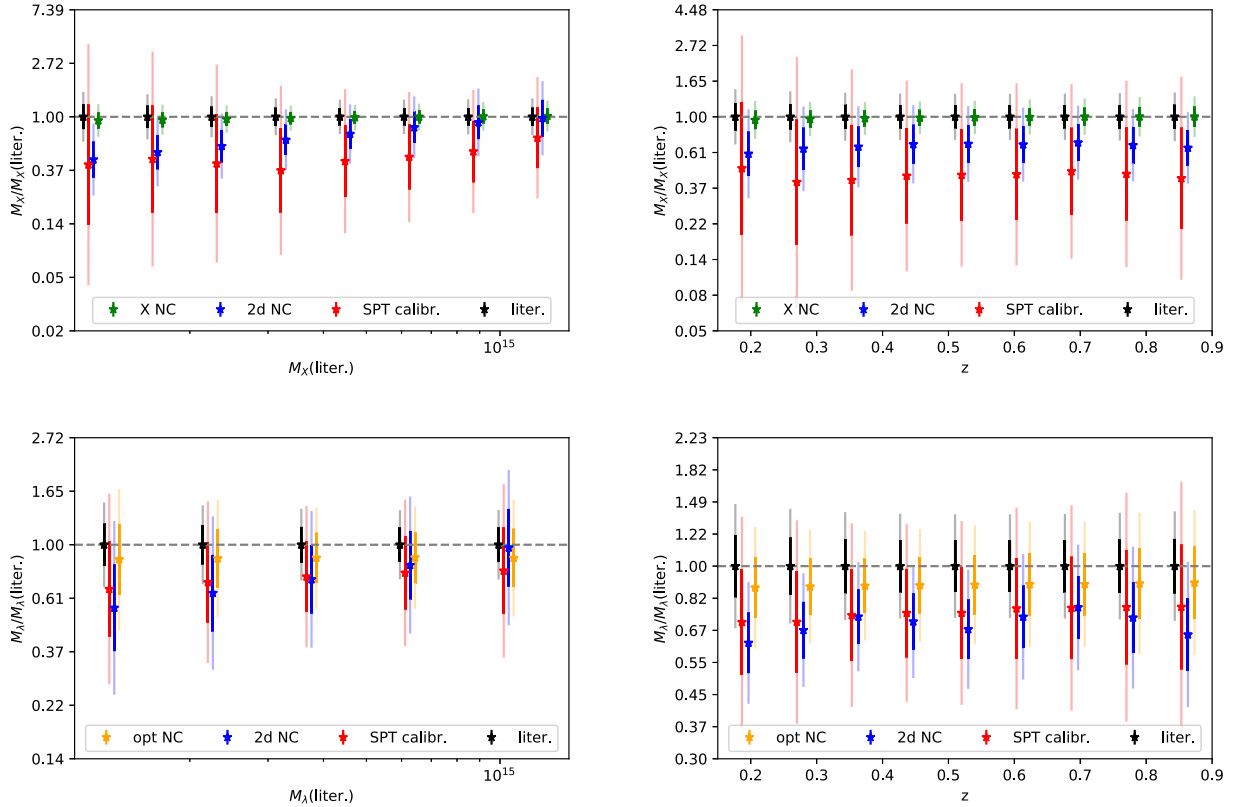 7.39
2.72
1.00
0.37
0.14
0.05
0.02
M_X/M_X(liter.)
X NC 2d NC SPT calibr. liter.
10^15
M_X(liter.)
4.48
2.72
1.65
1.00
0.61
0.37
0.22
0.14
0.08
0.05
M_X/M_X(liter.)
X NC 2d NC SPT calibr. liter.
0.2 0.3 0.4 0.5 0.6 0.7 0.8 0.9
z
2.72
1.65
1.00
0.61
0.37
0.22
0.14
M_λ/M_λ(liter.)
opt NC 2d NC SPT calibr. liter.
10^15
M_λ(liter.)
2.23
1.82
1.49
1.22
1.00
0.82
0.67
0.55
0.45
0.37
0.30
M_λ/M_λ(liter.)
opt NC 2d NC SPT calibr. liter.
0.2 0.3 0.4 0.5 0.6 0.7 0.8 0.9
z